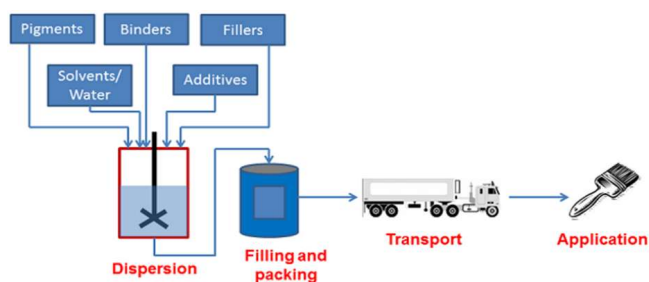 Pigments
Binders
Fillers
Solvents/
Water
Additives
Dispersion
Filling and
packing
Transport
Application